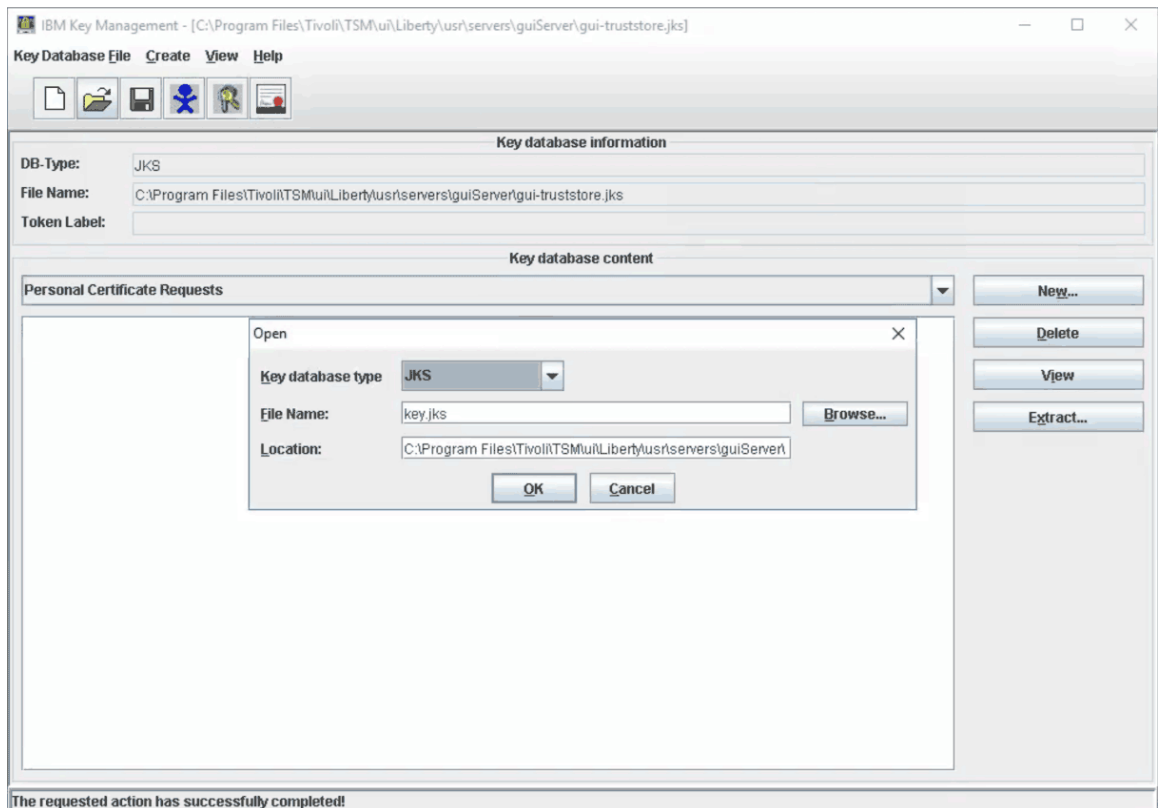 IBM Key Management - [C:\Program Files\Tivoli\TSM\ui\Liberty\usr\servers\guiServer\gui-truststore.jks]
Key Database File Create View Help
Key database information
DB-Type: JKS
File Name: C:\Program Files\Tivoli\TSM\ui\Liberty\usr\servers\guiServer\gui-truststore.jks
Token Label:
Key database content
Personal Certificate Requests New...
Open Delete
Key database type JKS View
File Name: key.jks Browse... Extract...
Location: C:\Program Files\Tivoli\TSM\ui\Liberty\usr\servers\guiServer\
OK Cancel
The requested action has successfully completed!